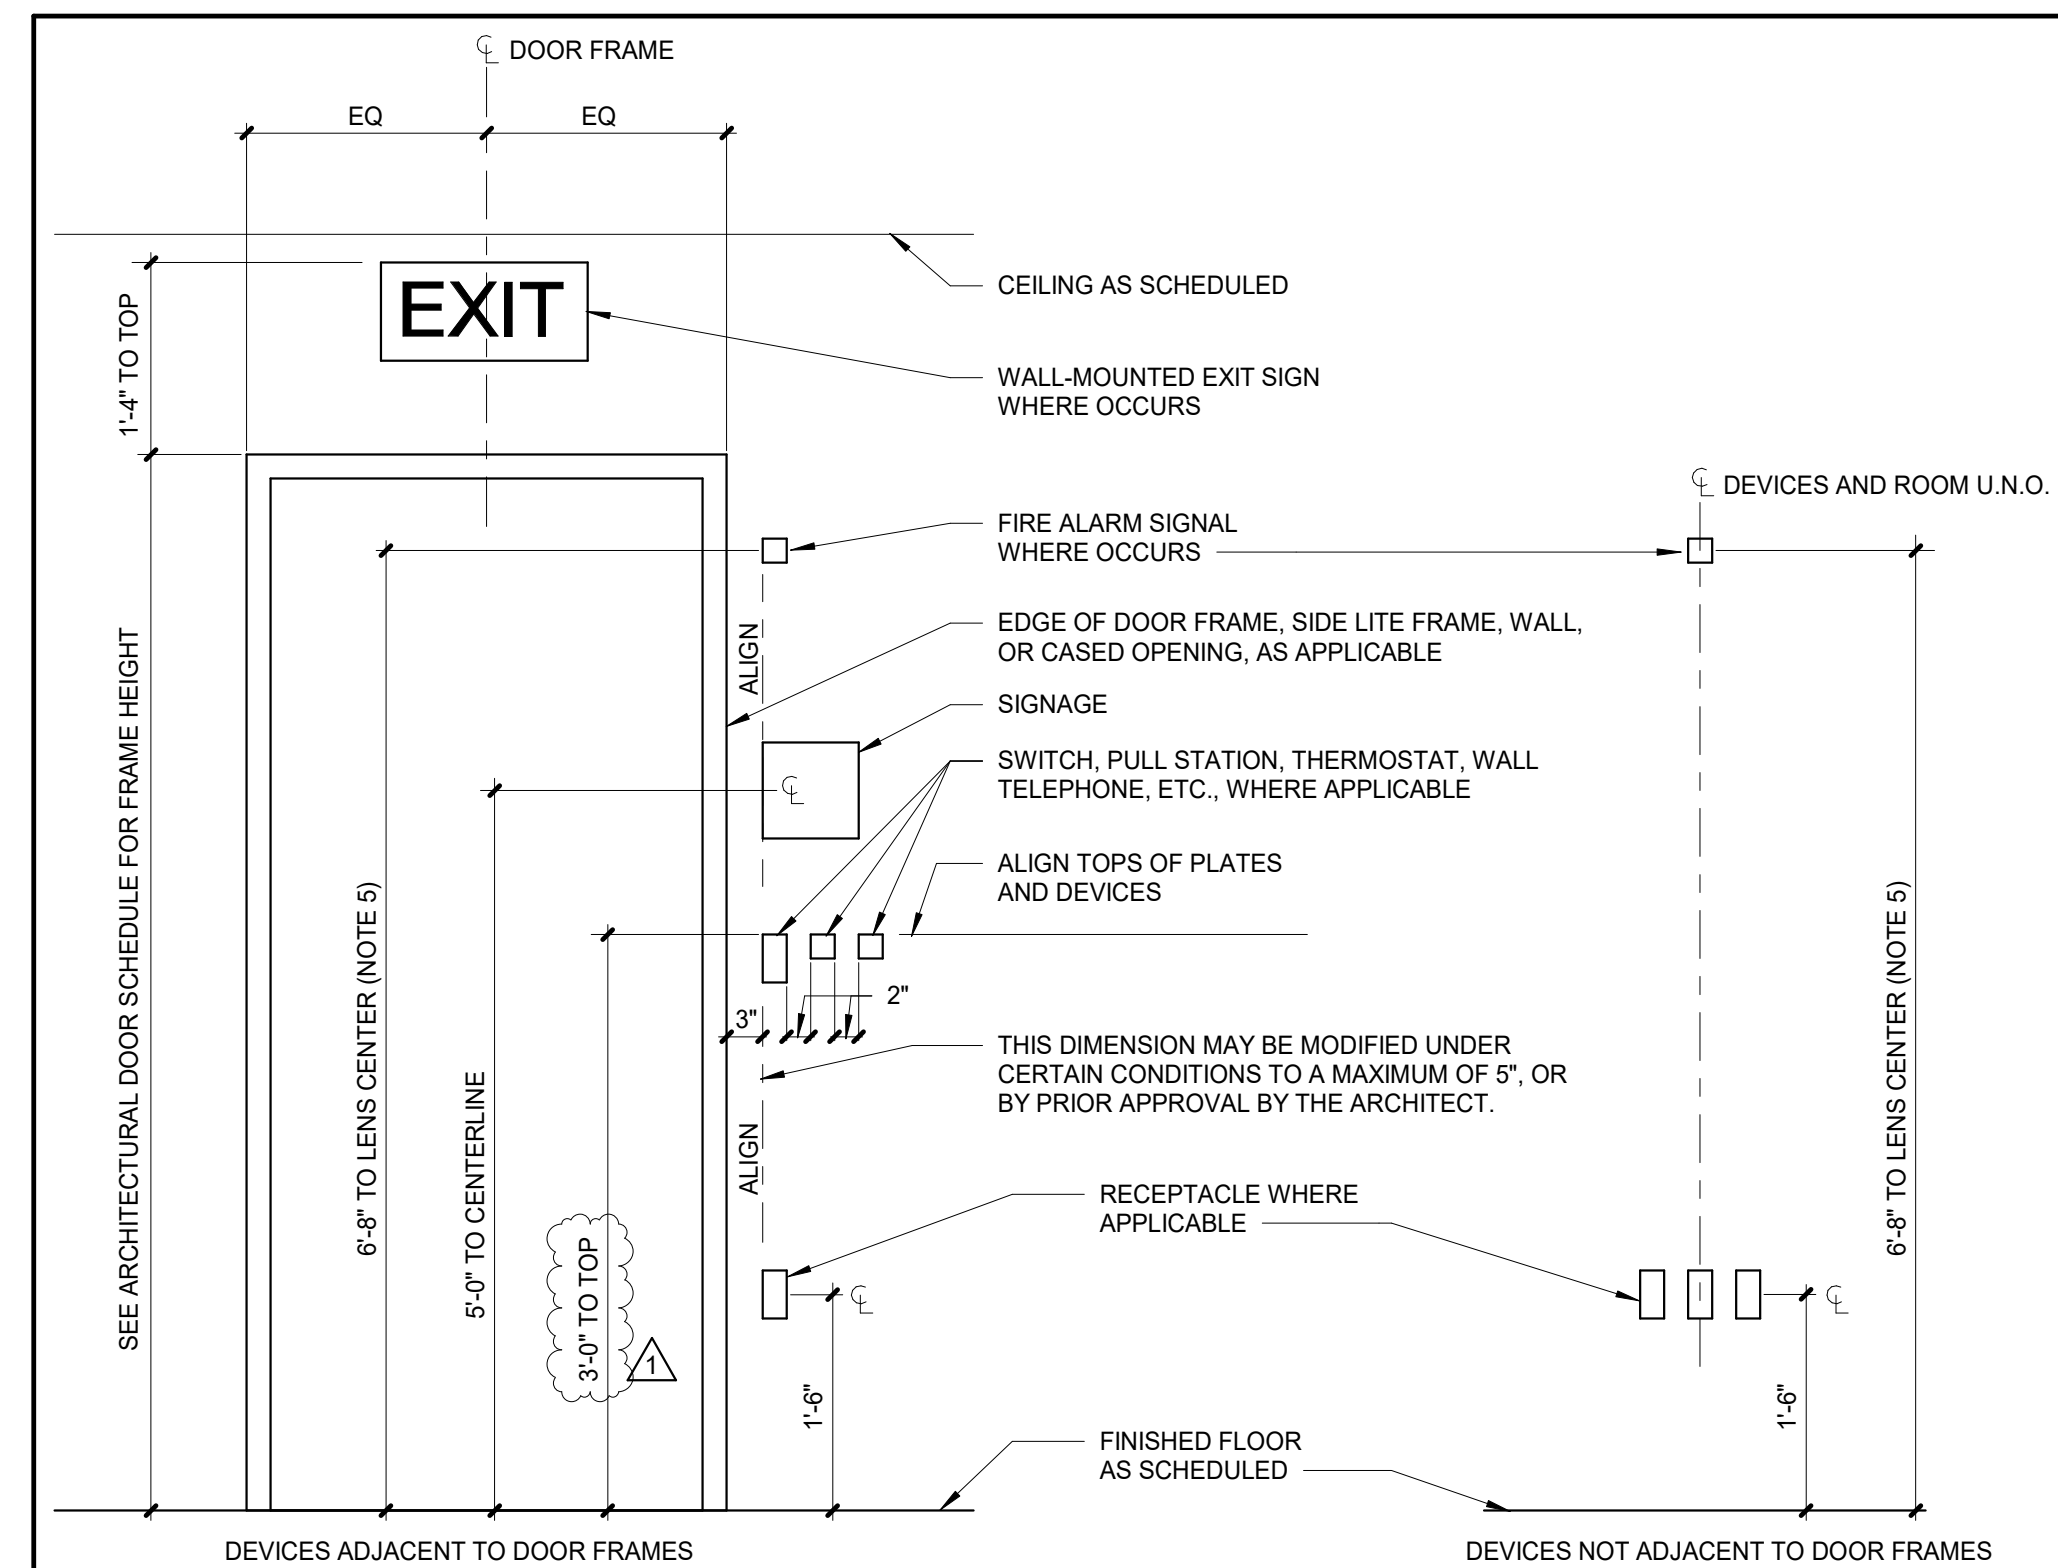 ℄ DOOR FRAME
EQ
EQ
CEILING AS SCHEDULED
EXIT
1'-4" TO TOP
WALL-MOUNTED EXIT SIGN
WHERE OCCURS
℄ DEVICES AND ROOM U.N.O.
FIRE ALARM SIGNAL
WHERE OCCURS
EDGE OF DOOR FRAME, SIDE LITE FRAME, WALL,
OR CASED OPENING, AS APPLICABLE
ALIGN
SIGNAGE
SWITCH, PULL STATION, THERMOSTAT, WALL
TELEPHONE, ETC., WHERE APPLICABLE
℄
ALIGN TOPS OF PLATES
AND DEVICES
SEE ARCHITECTURAL DOOR SCHEDULE FOR FRAME HEIGHT
6'-8" TO LENS CENTER (NOTE 5)
5'-0" TO CENTERLINE
3'-0" TO TOP
1
3"
2"
THIS DIMENSION MAY BE MODIFIED UNDER
CERTAIN CONDITIONS TO A MAXIMUM OF 5", OR
BY PRIOR APPROVAL BY THE ARCHITECT.
ALIGN
RECEPTACLE WHERE
APPLICABLE
℄
1'-6"
6'-8" TO LENS CENTER (NOTE 5)
℄
1'-6"
FINISHED FLOOR
AS SCHEDULED
DEVICES ADJACENT TO DOOR FRAMES
DEVICES NOT ADJACENT TO DOOR FRAMES